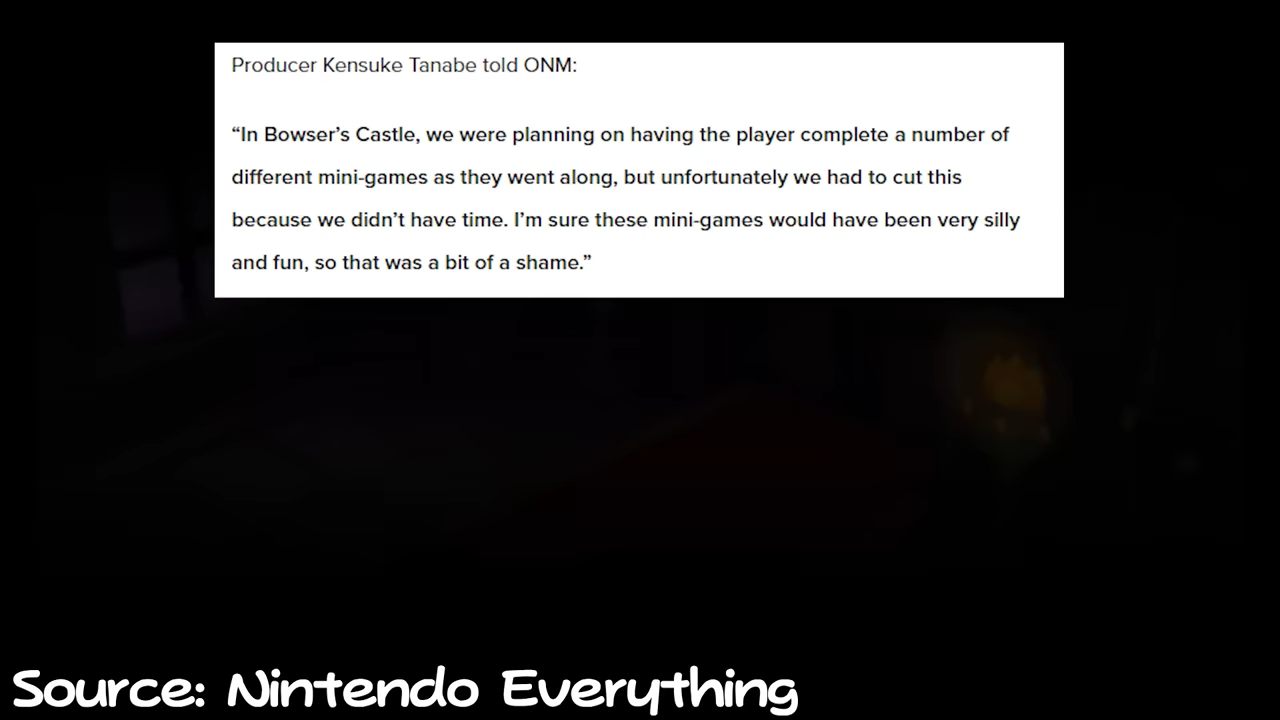 Producer Kensuke Tanabe told ONM:
“In Bowser’s Castle, we were planning on having the player complete a number of
different mini-games as they went along, but unfortunately we had to cut this
because we didn’t have time. I’m sure these mini-games would have been very silly
and fun, so that was a bit of a shame.”
Source: Nintendo Everything